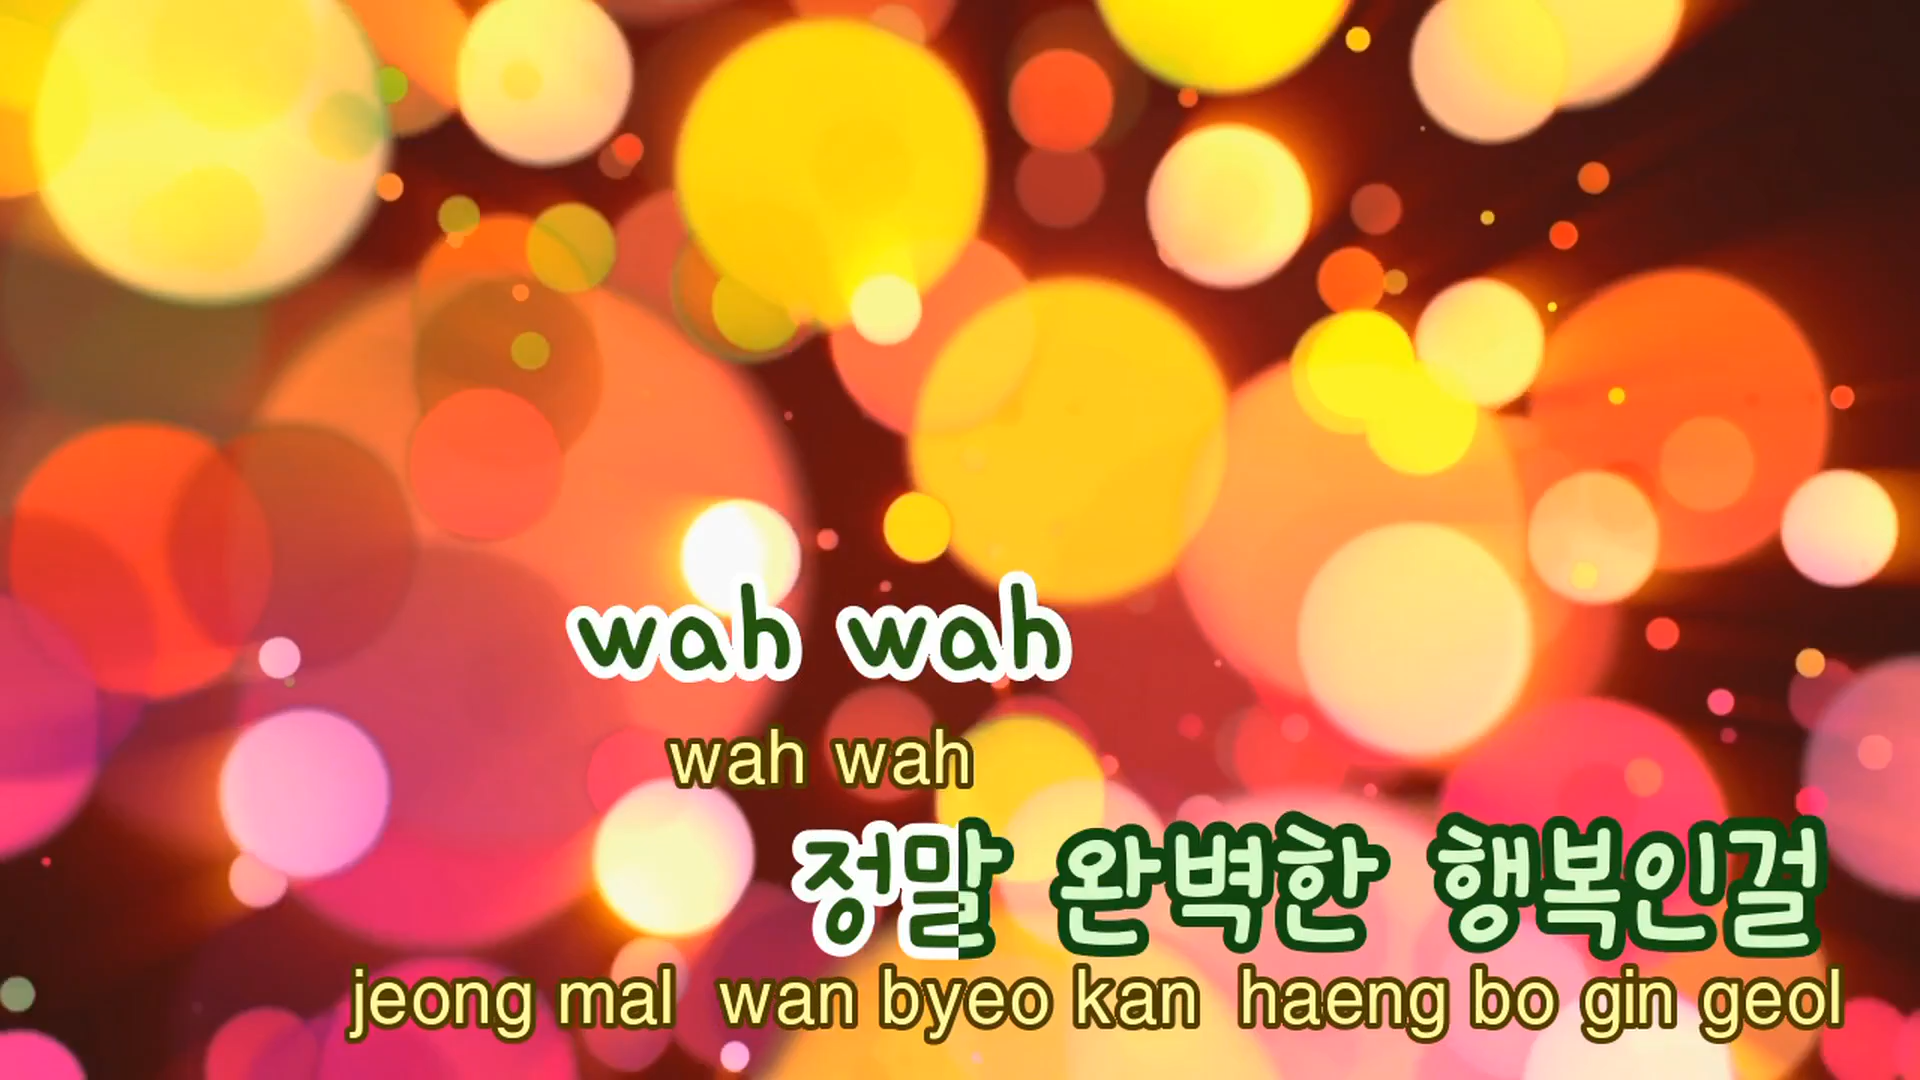 wah wah
wah wah
정말 완벽한 행복인걸
jeong mal wan byeo kan haeng bo gin geol